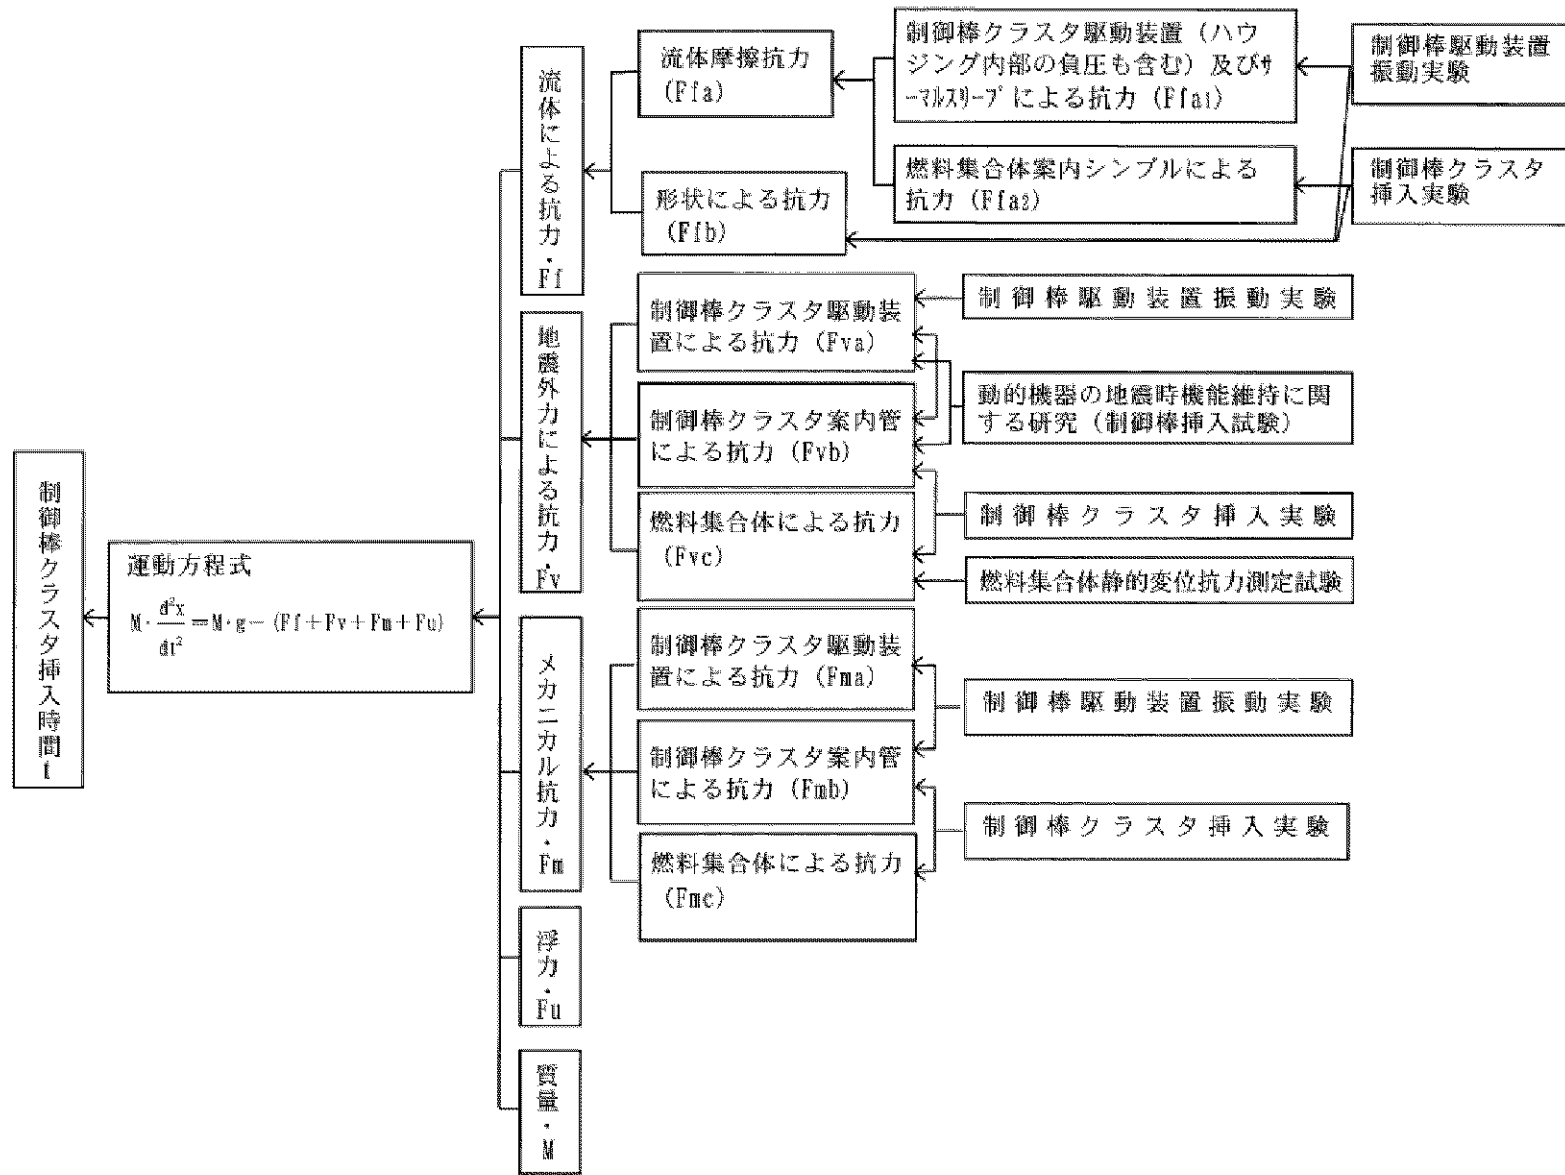 制御棒クラスタ挿入時間t
運動方程式
M・d²x/dt²=M・g-(Ff+Fv+Fm+Fu)
流体による抗力・Ff
地震外力による抗力・Fv
メカニカル抗力・Fm
浮力・Fu
質量・M
流体摩擦抗力
(Ffa)
形状による抗力
(Ffb)
制御棒クラスタ駆動装置(ハウ
ジング内部の負圧も含む)及びサ
ーマルスリーブによる抗力(Ffa1)
燃料集合体案内シンブルによる
抗力(Ffa2)
制御棒駆動装置
振動実験
制御棒クラスタ
挿入実験
制御棒クラスタ駆動装
置による抗力(Fva)
制御棒クラスタ案内管
による抗力(Fvb)
燃料集合体による抗力
(Fvc)
制御棒駆動装置振動実験
動的機器の地震時機能維持に関
する研究(制御棒挿入試験)
制御棒クラスタ挿入実験
燃料集合体静的変位抗力測定試験
制御棒クラスタ駆動装
置による抗力(Fma)
制御棒クラスタ案内管
による抗力(Fmb)
燃料集合体による抗力
(Fmc)
制御棒駆動装置振動実験
制御棒クラスタ挿入実験